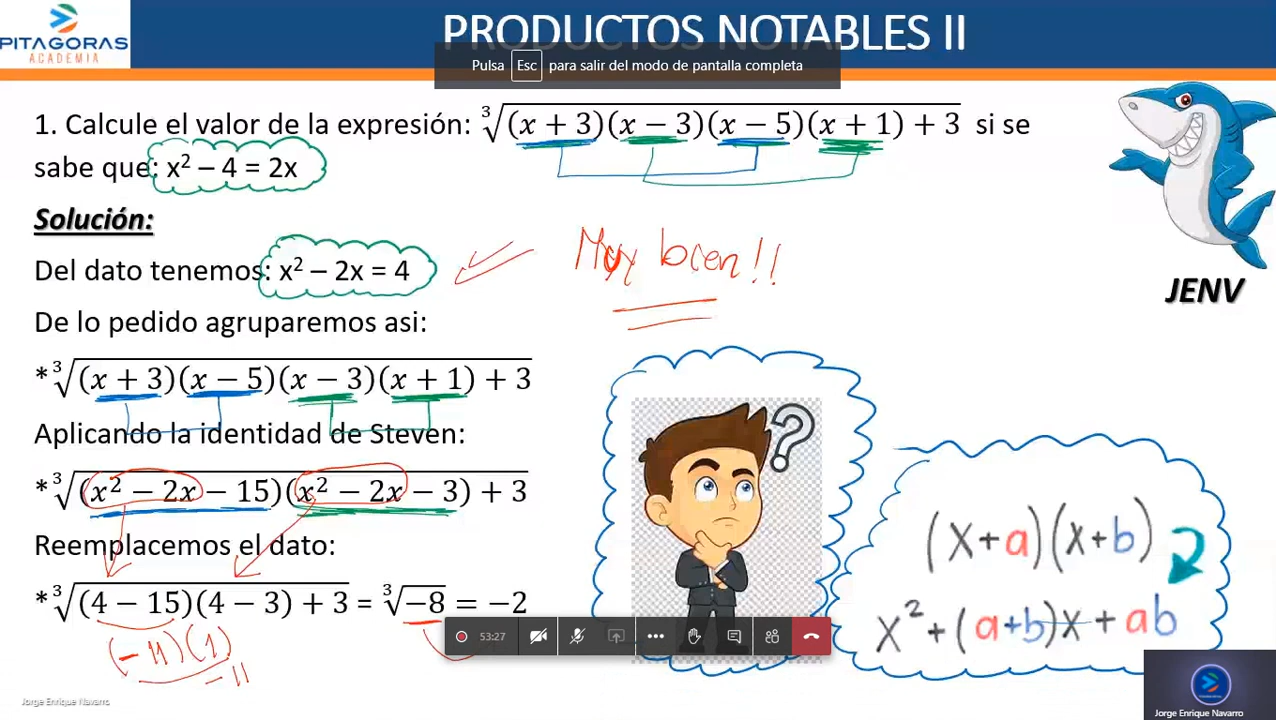 PITAGORAS
ACADEMIA
PRODUCTOS NOTABLES II
Pulsa Esc para salir del modo de pantalla completa
1. Calcule el valor de la expresión: ∛((x + 3)(x − 3)(x − 5)(x + 1) + 3) si se
sabe que: x² – 4 = 2x
Solución:
Del dato tenemos: x² – 2x = 4
Muy bien!!
JENV
De lo pedido agruparemos asi:
*∛((x + 3)(x − 5)(x − 3)(x + 1) + 3)
Aplicando la identidad de Steven:
*∛((x² − 2x − 15)(x² − 2x − 3) + 3)
Reemplacemos el dato:
*∛((4 − 15)(4 − 3) + 3) = ∛(−8) = −2
(-11)(1)
-11
?
(x+a)(x+b)
x²+(a+b)x+ab
53:27
Jorge Enrique Navarro
Jorge Enrique Navarro